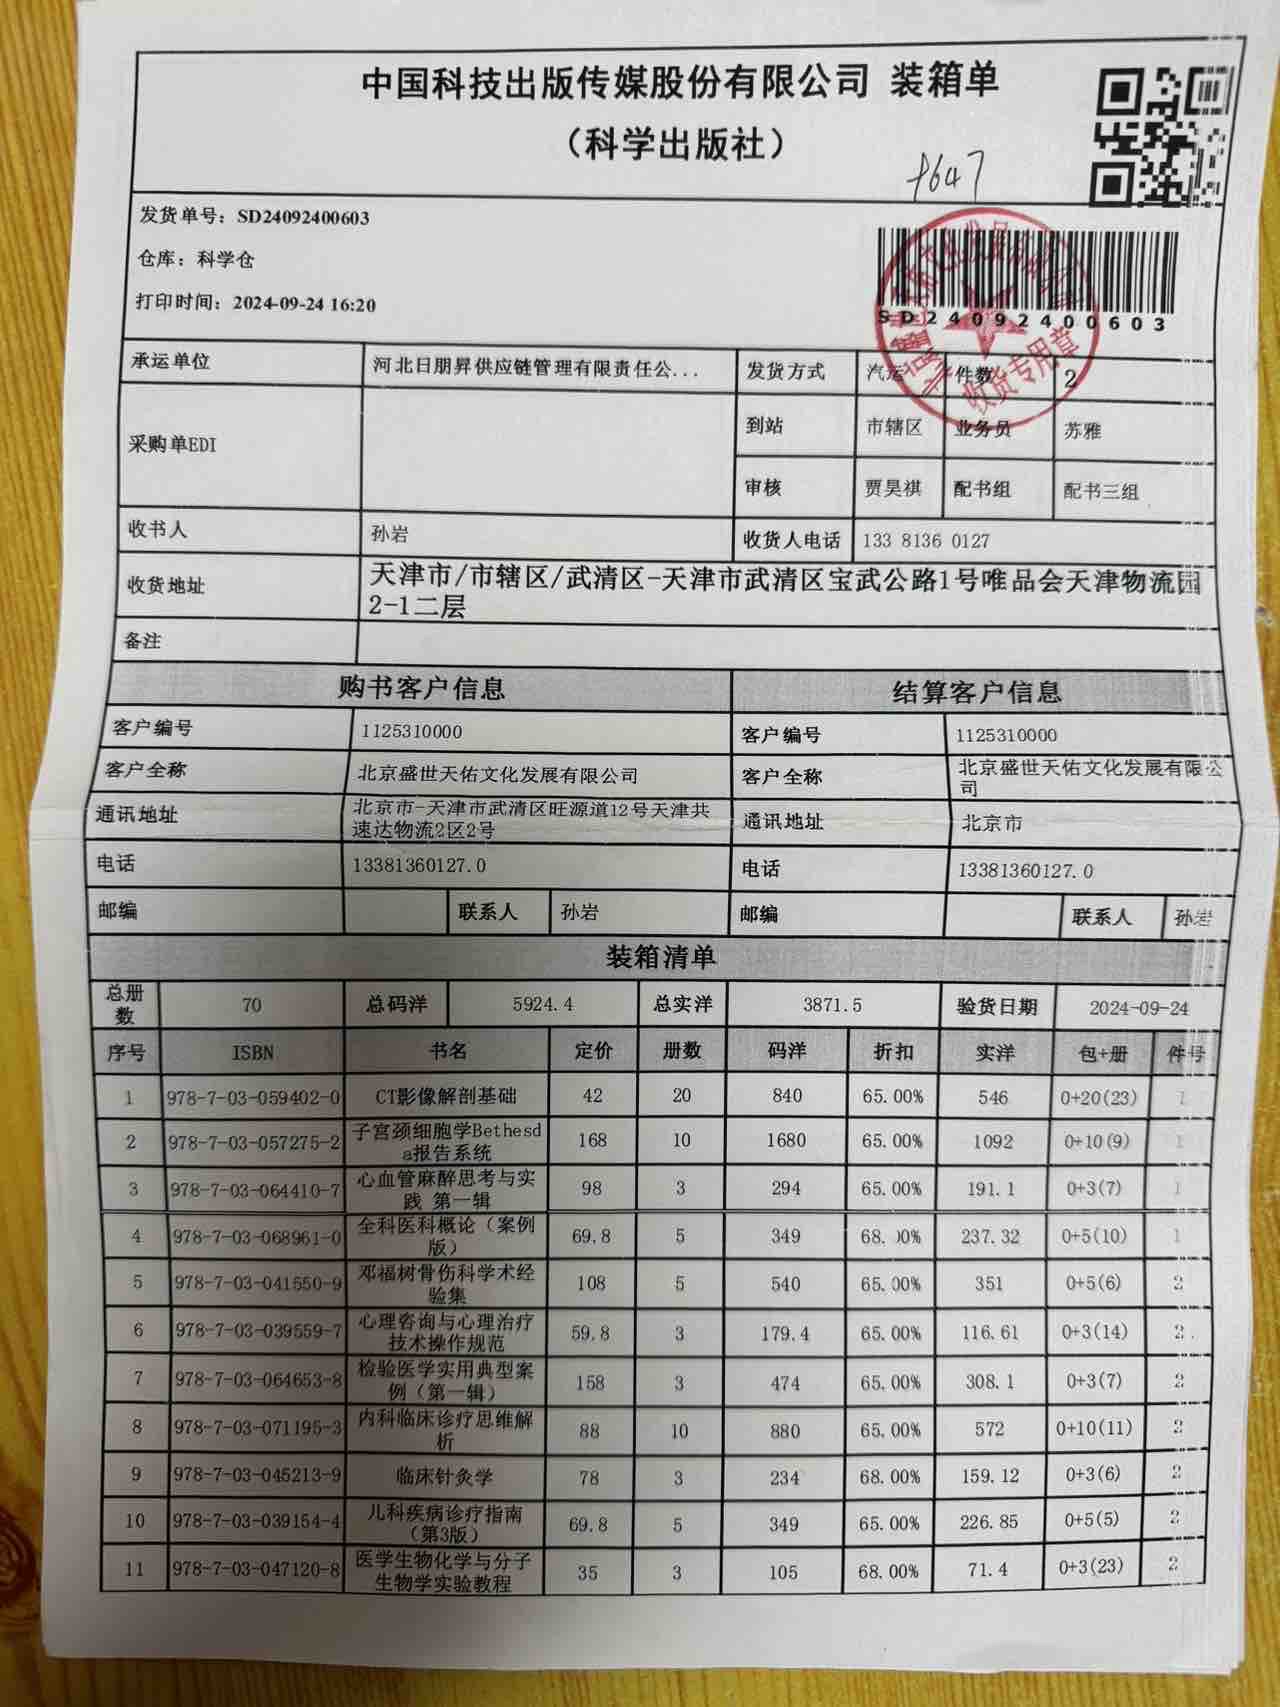 中国科技出版传媒股份有限公司 装箱单
（科学出版社）
发货单号：SD24092400603
仓库：科学仓
打印时间：2024-09-24 16:20
SD24092400603
收货专用章
承运单位 河北日朋昇供应链管理有限责任公... 发货方式 汽运 件数 2
采购单EDI 到站 市辖区 业务员 苏雅
审核 贾昊祺 配书组 配书三组
收书人 孙岩 收货人电话 133 8136 0127
收货地址 天津市/市辖区/武清区-天津市武清区宝武公路1号唯品会天津物流园
2-1二层
备注
购书客户信息 结算客户信息
客户编号 1125310000 客户编号 1125310000
客户全称 北京盛世天佑文化发展有限公司 客户全称 北京盛世天佑文化发展有限公
司
通讯地址 北京市-天津市武清区旺源道12号天津共 通讯地址 北京市
速达物流2区2号
电话 13381360127.0 电话 13381360127.0
邮编 联系人 孙岩 邮编 联系人 孙岩
装箱清单
总册
数 70 总码洋 5924.4 总实洋 3871.5 验货日期 2024-09-24
序号 ISBN 书名 定价 册数 码洋 折扣 实洋 包+册 件号
1 978-7-03-059402-0 CT影像解剖基础 42 20 840 65.00% 546 0+20(23) 1
2 978-7-03-057275-2 子宫颈细胞学Bethesd 168 10 1680 65.00% 1092 0+10(9) 1
a报告系统
3 978-7-03-064410-7 心血管麻醉思考与实 98 3 294 65.00% 191.1 0+3(7) 1
践 第一辑
4 978-7-03-068961-0 全科医科概论（案例 69.8 5 349 68.00% 237.32 0+5(10) 1
版）
5 978-7-03-041550-9 邓福树骨伤科学术经 108 5 540 65.00% 351 0+5(6) 2
验集
6 978-7-03-039559-7 心理咨询与心理治疗 59.8 3 179.4 65.00% 116.61 0+3(14) 2
技术操作规范
7 978-7-03-064653-8 检验医学实用典型案 158 3 474 65.00% 308.1 0+3(7) 2
例（第一辑）
8 978-7-03-071195-3 内科临床诊疗思维解 88 10 880 65.00% 572 0+10(11) 2
析
9 978-7-03-045213-9 临床针灸学 78 3 234 68.00% 159.12 0+3(6) 2
10 978-7-03-039154-4 儿科疾病诊疗指南 69.8 5 349 65.00% 226.85 0+5(5) 2
（第3版）
11 978-7-03-047120-8 医学生物化学与分子 35 3 105 68.00% 71.4 0+3(23) 2
生物学实验教程